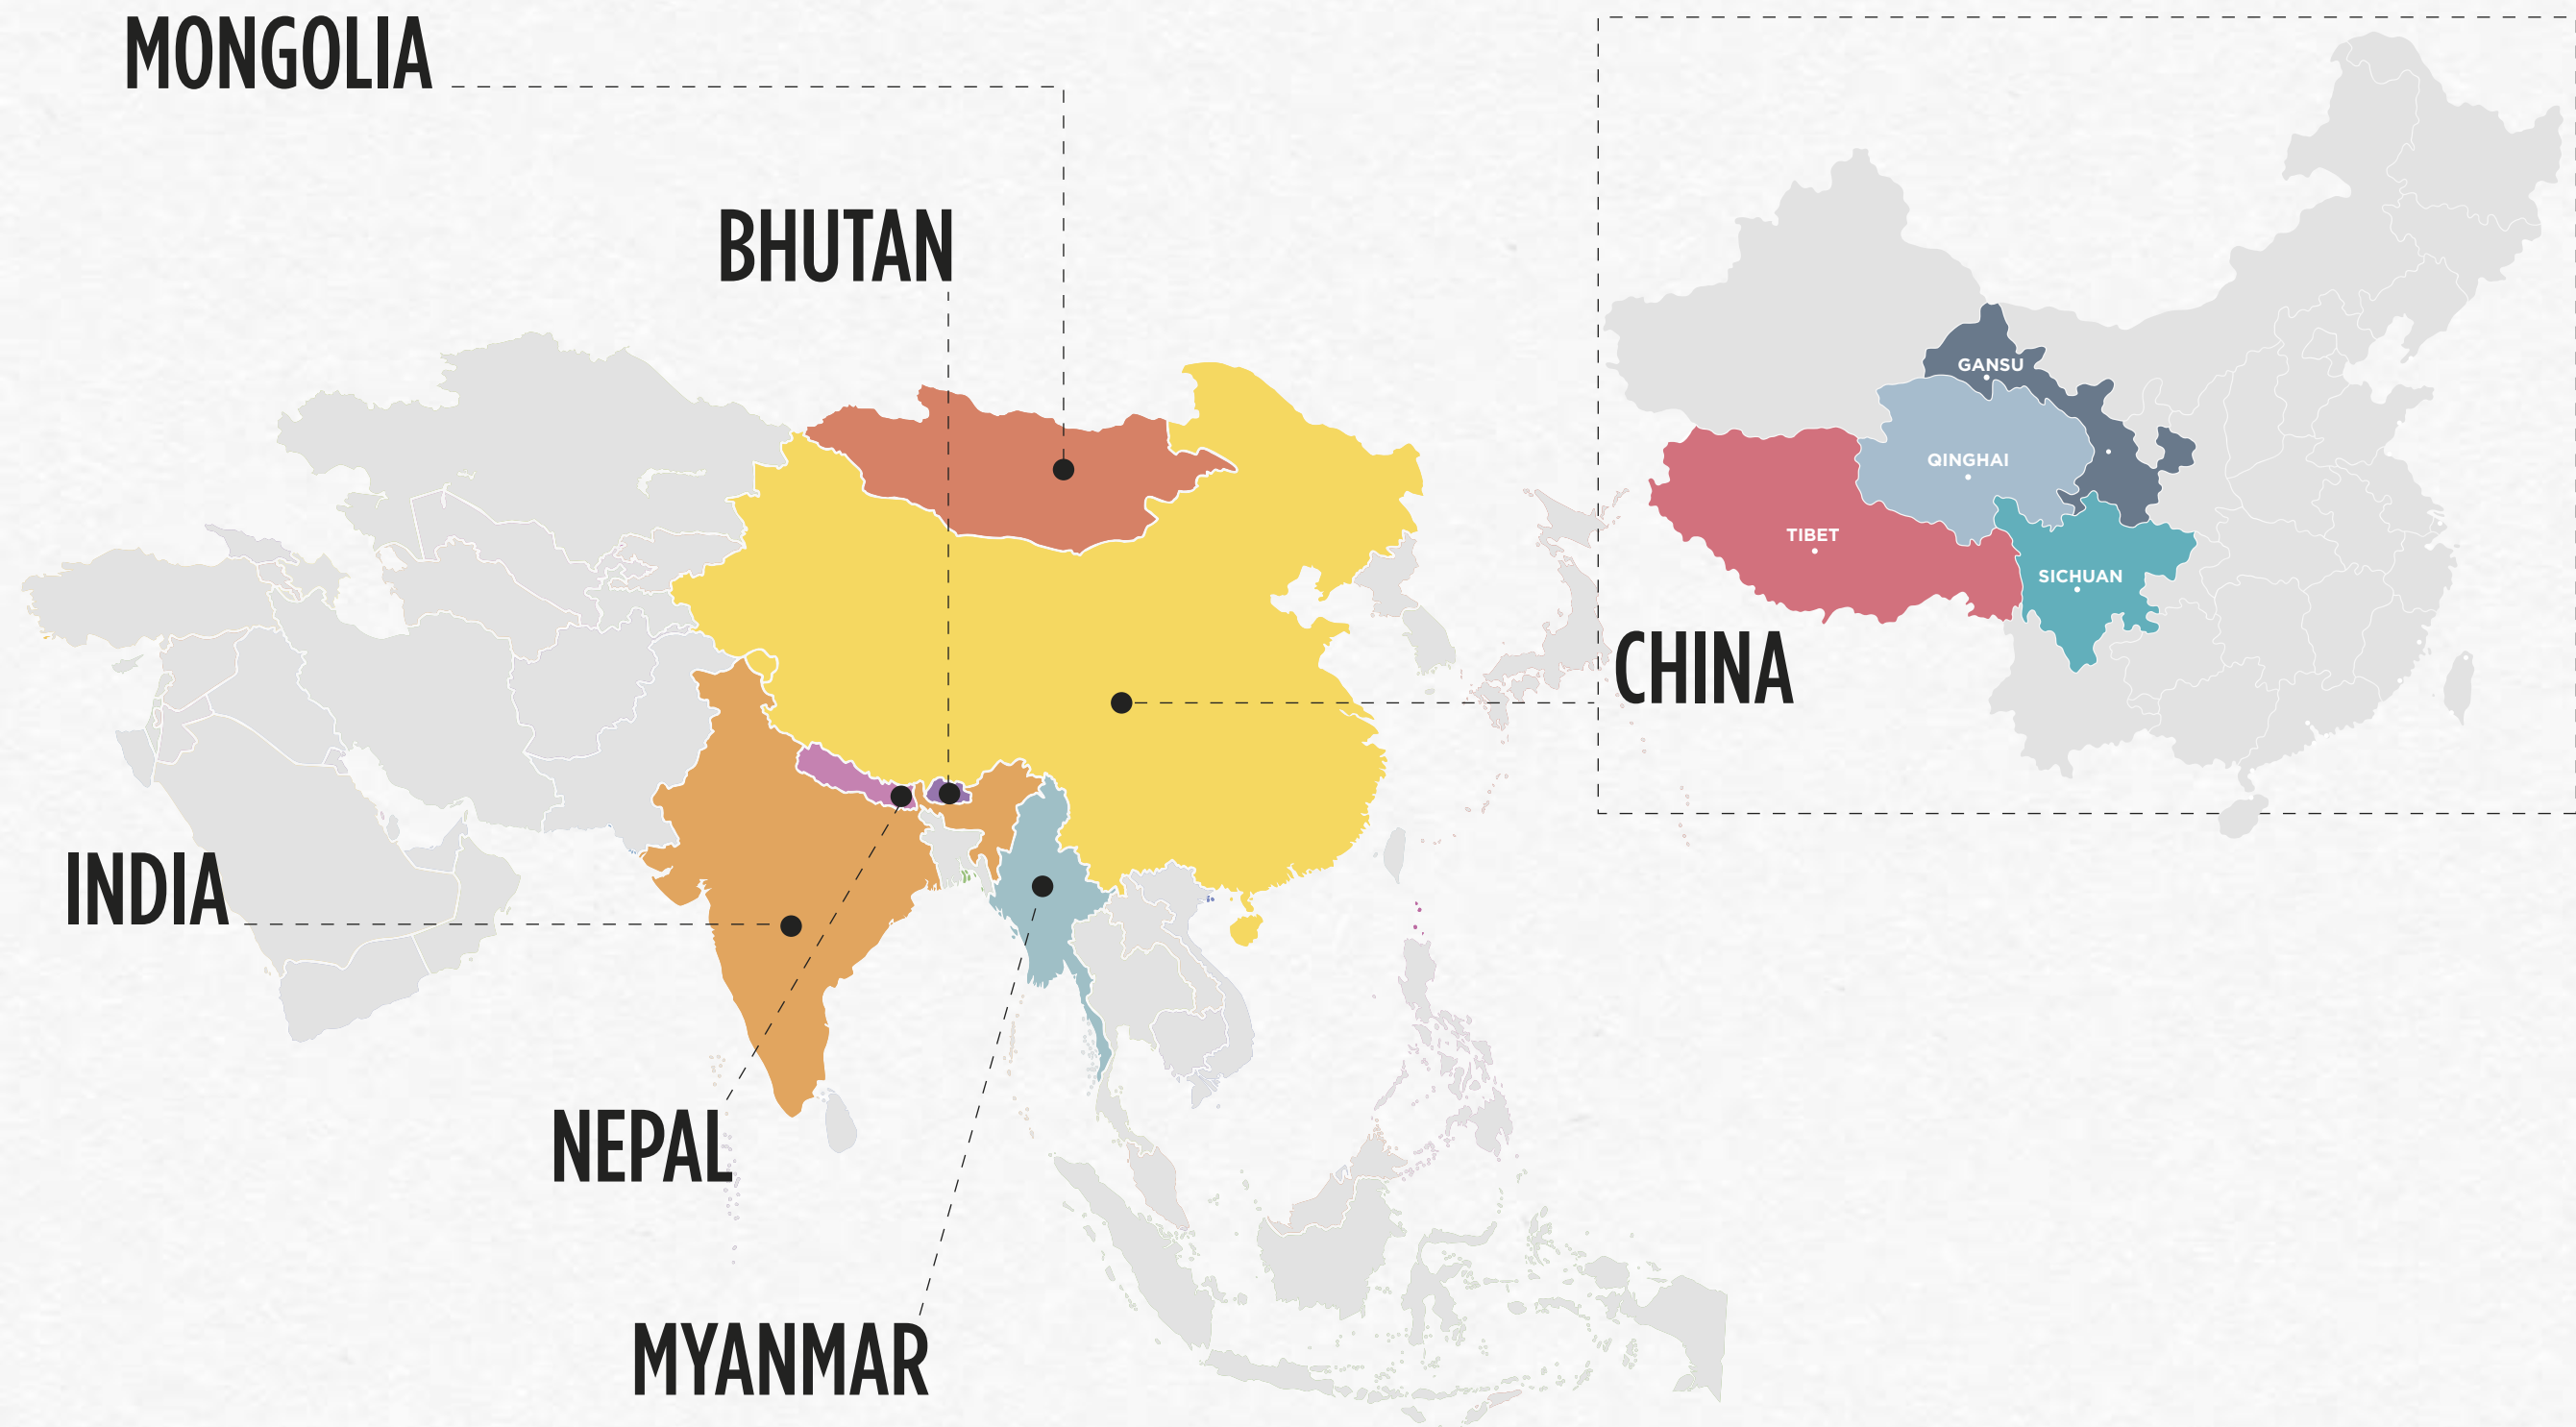 MONGOLIA
BHUTAN
GANSU
QINGHAI
TIBET
SICHUAN
CHINA
INDIA
NEPAL
MYANMAR